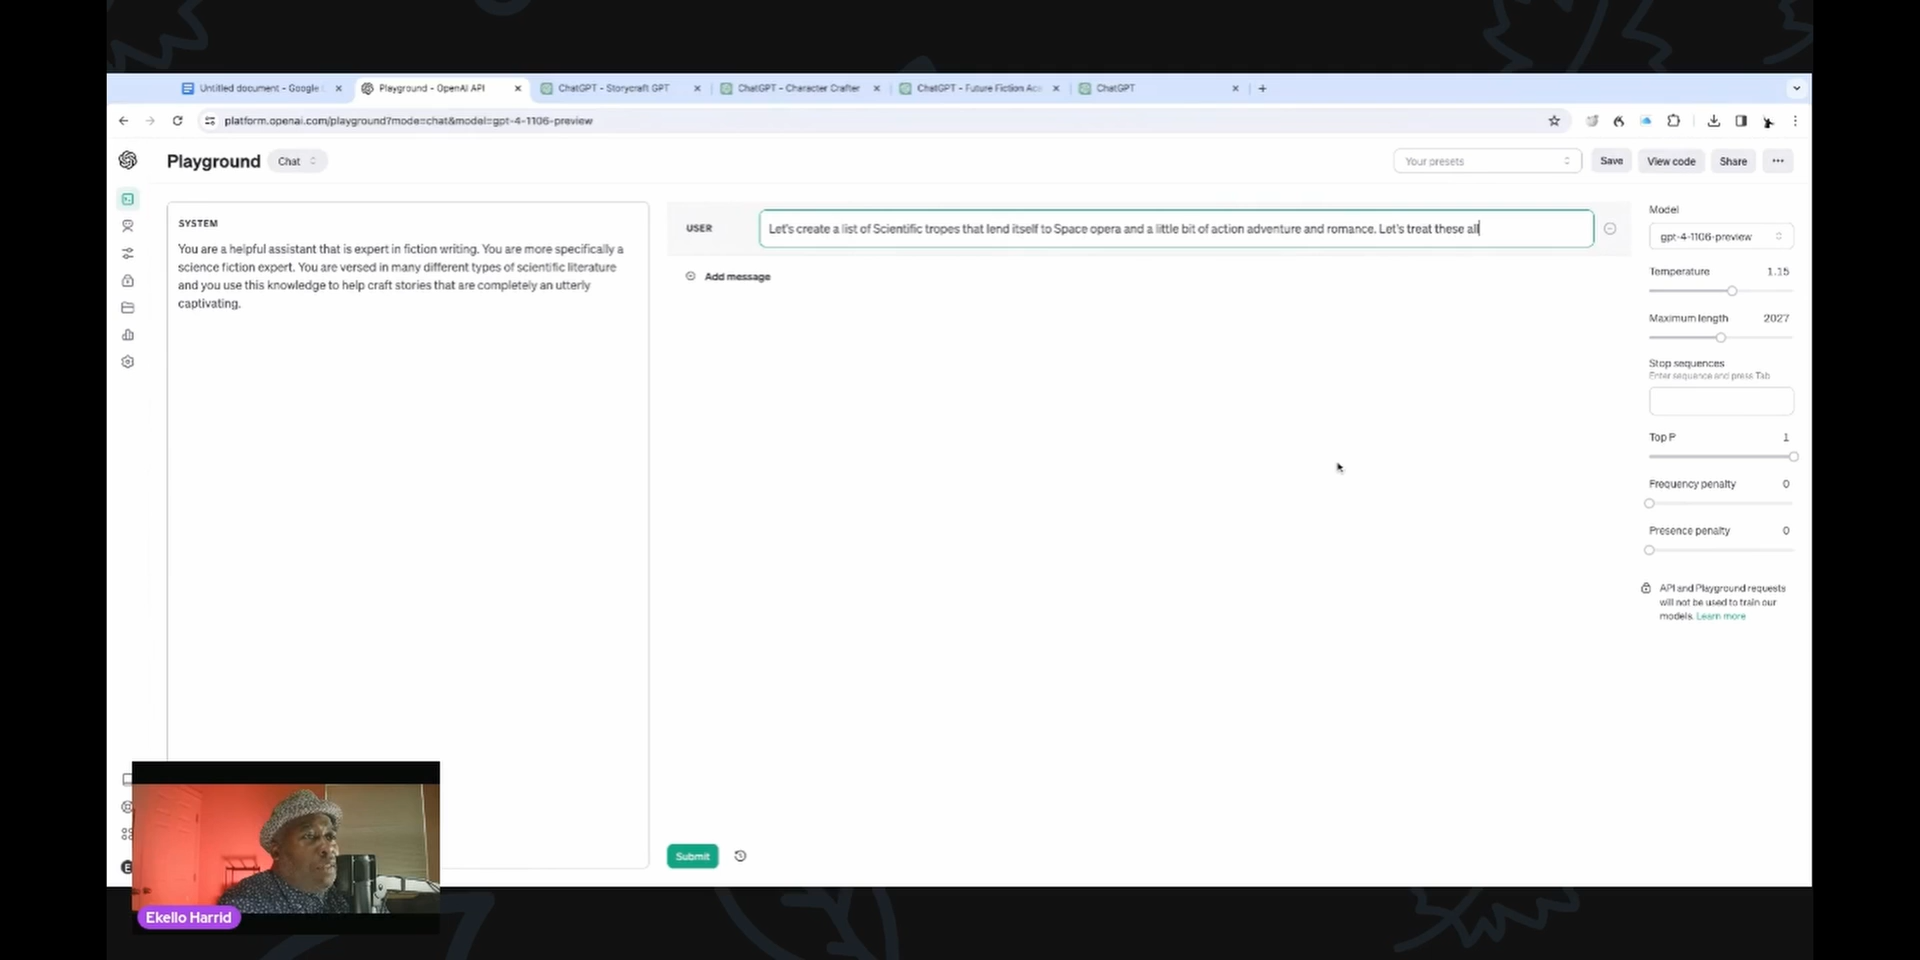 Untitled document - Google
Playground - OpenAI API
ChatGPT - Storycraft GPT
ChatGPT - Character Crafter
ChatGPT - Future Fiction Ace
ChatGPT
platform.openai.com/playground?mode=chat&model=gpt-4-1106-preview
Playground
Chat
Your presets
Save
View code
Share
SYSTEM
You are a helpful assistant that is expert in fiction writing. You are more specifically a
science fiction expert. You are versed in many different types of scientific literature
and you use this knowledge to help craft stories that are completely an utterly
captivating.
USER
Let's create a list of Scientific tropes that lend itself to Space opera and a little bit of action adventure and romance. Let's treat these all
Add message
Model
gpt-4-1106-preview
Temperature 1.15
Maximum length 2027
Stop sequences
Enter sequence and press Tab
Top P 1
Frequency penalty 0
Presence penalty 0
API and Playground requests
will not be used to train our
models. Learn more
Submit
Ekello Harrid